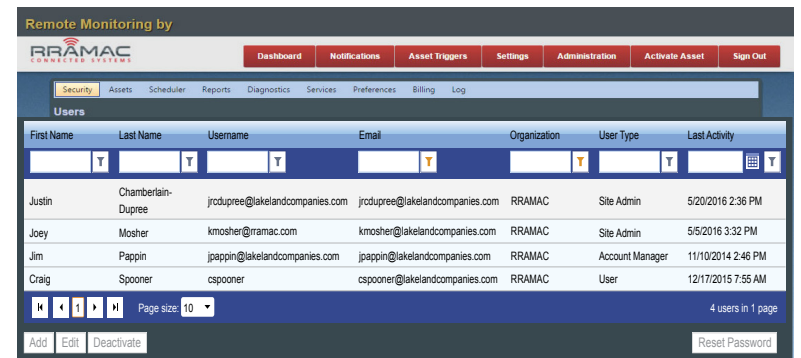 Remote Monitoring by
RRAMAC
CONNECTED SYSTEMS
Dashboard Notifications Asset Triggers Settings Administration Activate Asset Sign Out
Security Assets Scheduler Reports Diagnostics Services Preferences Billing Log
Users
First Name Last Name Username Email Organization User Type Last Activity
Justin Chamberlain-Dupree jrcdupree@lakelandcompanies.com jrcdupree@lakelandcompanies.com RRAMAC Site Admin 5/20/2016 2:36 PM
Joey Mosher kmosher@rramac.com kmosher@lakelandcompanies.com RRAMAC Site Admin 5/5/2016 3:32 PM
Jim Pappin jpappin@lakelandcompanies.com jpappin@lakelandcompanies.com RRAMAC Account Manager 11/10/2014 2:46 PM
Craig Spooner cspooner cspooner@lakelandcompanies.com RRAMAC User 12/17/2015 7:55 AM
1 Page size: 10 4 users in 1 page
Add Edit Deactivate Reset Password